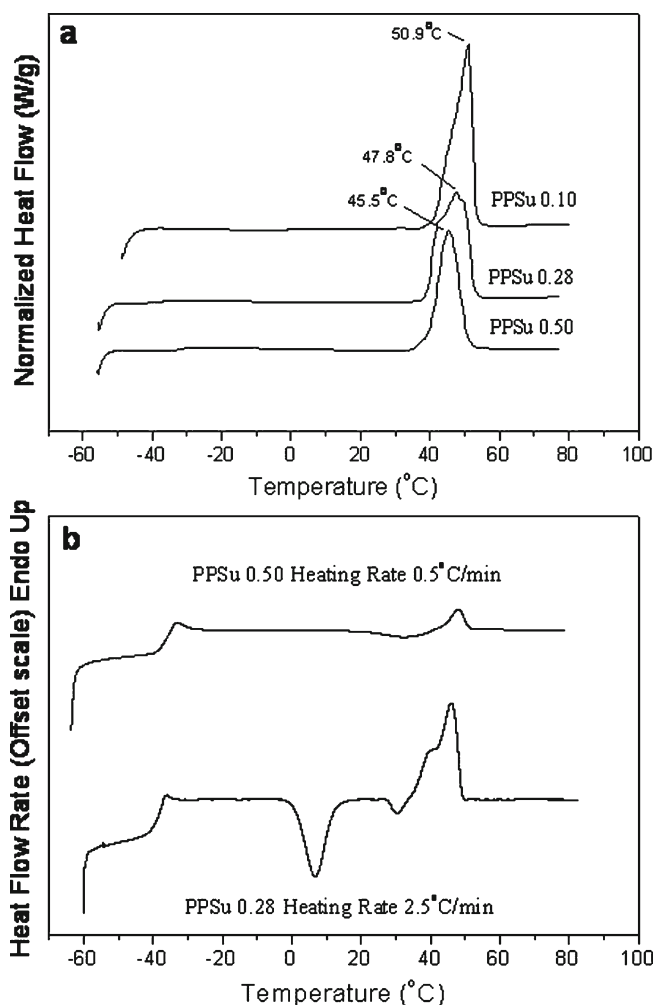 a
50.9°C
47.8°C
45.5°C
PPSu 0.10
PPSu 0.28
PPSu 0.50
Normalized Heat Flow (W/g)
-60 -40 -20 0 20 40 60 80 100
Temperature (°C)
b
PPSu 0.50 Heating Rate 0.5°C/min
PPSu 0.28 Heating Rate 2.5°C/min
Heat Flow Rate (Offset scale) Endo Up
-60 -40 -20 0 20 40 60 80 100
Temperature (°C)